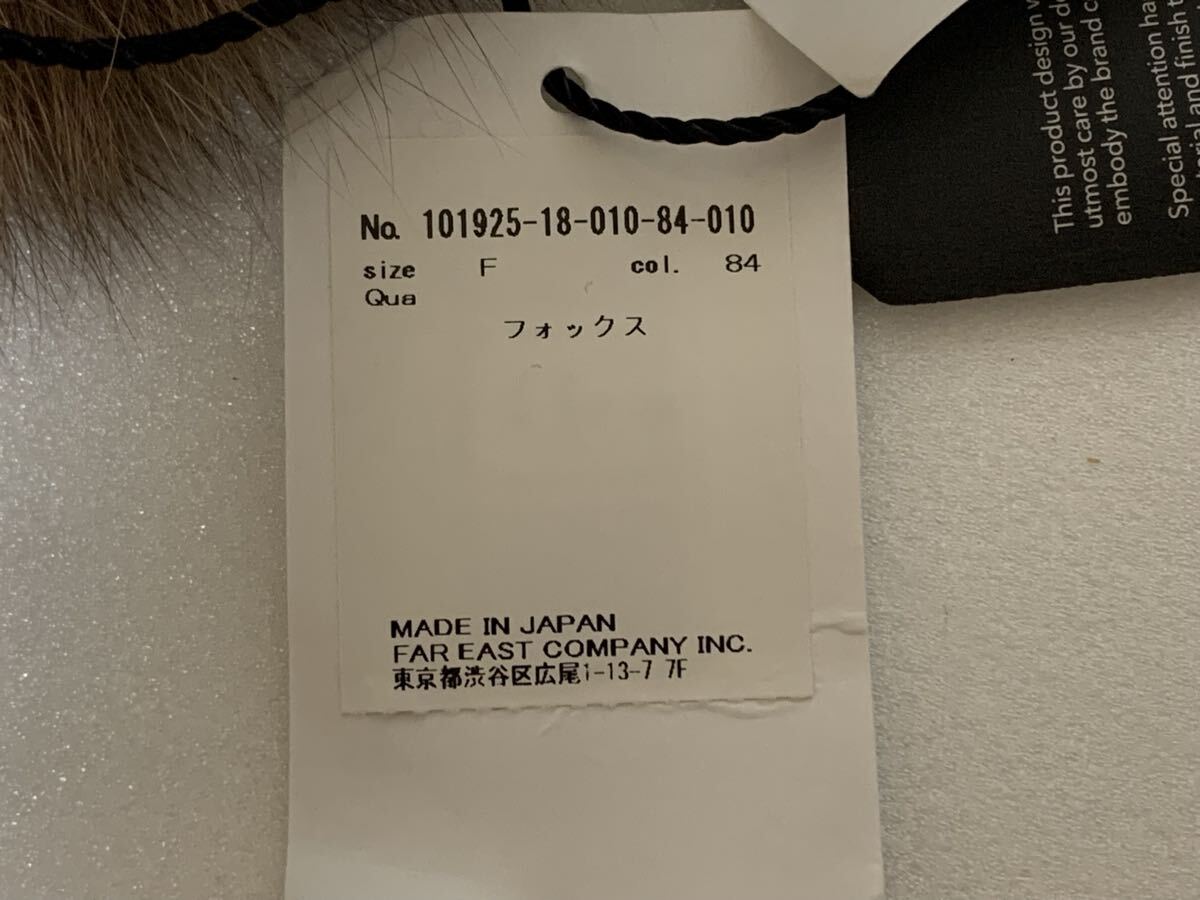 No. 101925-18-010-84-010
size F col. 84
Qua
フォックス
MADE IN JAPAN
FAR EAST COMPANY INC.
東京都渋谷区広尾1-13-7 7F
This product design
utmost care by our
embody the brand
Special attention
and finish